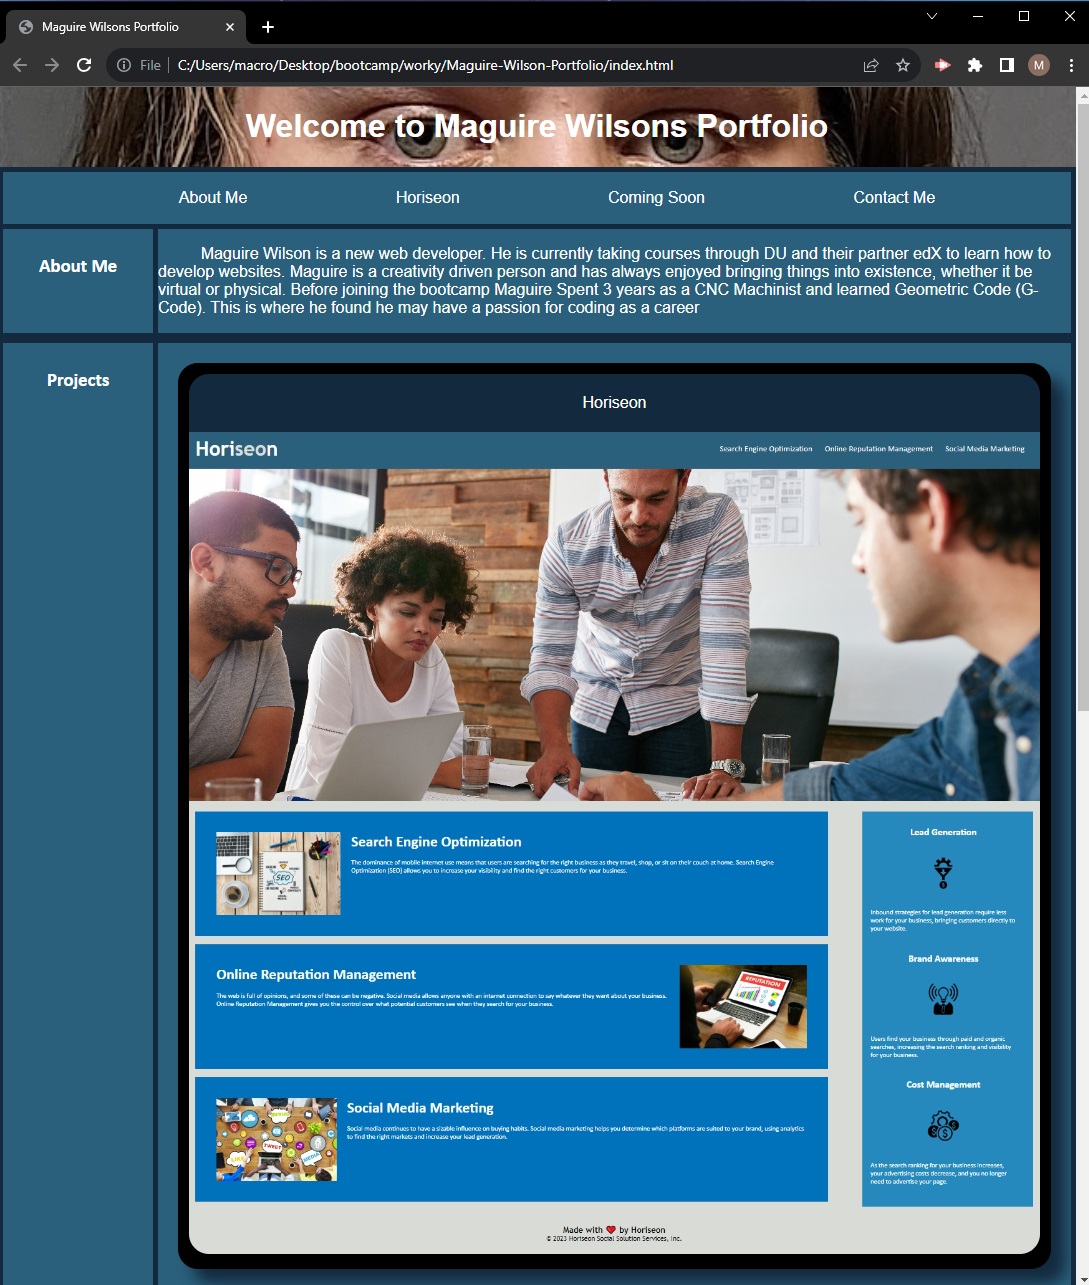 Maguire Wilsons Portfolio
File C:/Users/macro/Desktop/bootcamp/worky/Maguire-Wilson-Portfolio/index.html
M
Welcome to Maguire Wilsons Portfolio
About Me Horiseon Coming Soon Contact Me
About Me
Maguire Wilson is a new web developer. He is currently taking courses through DU and their partner edX to learn how to
develop websites. Maguire is a creativity driven person and has always enjoyed bringing things into existence, whether it be
virtual or physical. Before joining the bootcamp Maguire Spent 3 years as a CNC Machinist and learned Geometric Code (G-
Code). This is where he found he may have a passion for coding as a career
Projects
Horiseon
Horiseon
Search Engine Optimization Online Reputation Management Social Media Marketing
SEO
Search Engine Optimization
The dominance of mobile internet use means that users are searching for the right business as they travel, shop, or sit on their couch at home. Search Engine
Optimization (SEO) allows you to increase your visibility and find the right customers for your business.
Online Reputation Management
The web is full of opinions, and some of these can be negative. Social media allows anyone with an internet connection to say whatever they want about your business.
Online Reputation Management gives you the control over what potential customers see when they search for your business.
REPUTATION
Social Media Marketing
Social media continues to have a sizable influence on buying habits. Social media marketing helps you determine which platforms are suited to your brand, using analytics
to find the right markets and increase your lead generation.
TWEET
LIKE
MEDIA
Lead Generation
Inbound strategies for lead generation require less
work for your business, bringing customers directly to
your website.
Brand Awareness
Users find your business through paid and organic
searches, increasing the search ranking and visibility
for your business.
Cost Management
As the search ranking for your business increases,
your advertising costs decrease, and you no longer
need to advertise your page.
Made with ❤️ by Horiseon
© 2023 Horiseon Social Solution Services, Inc.